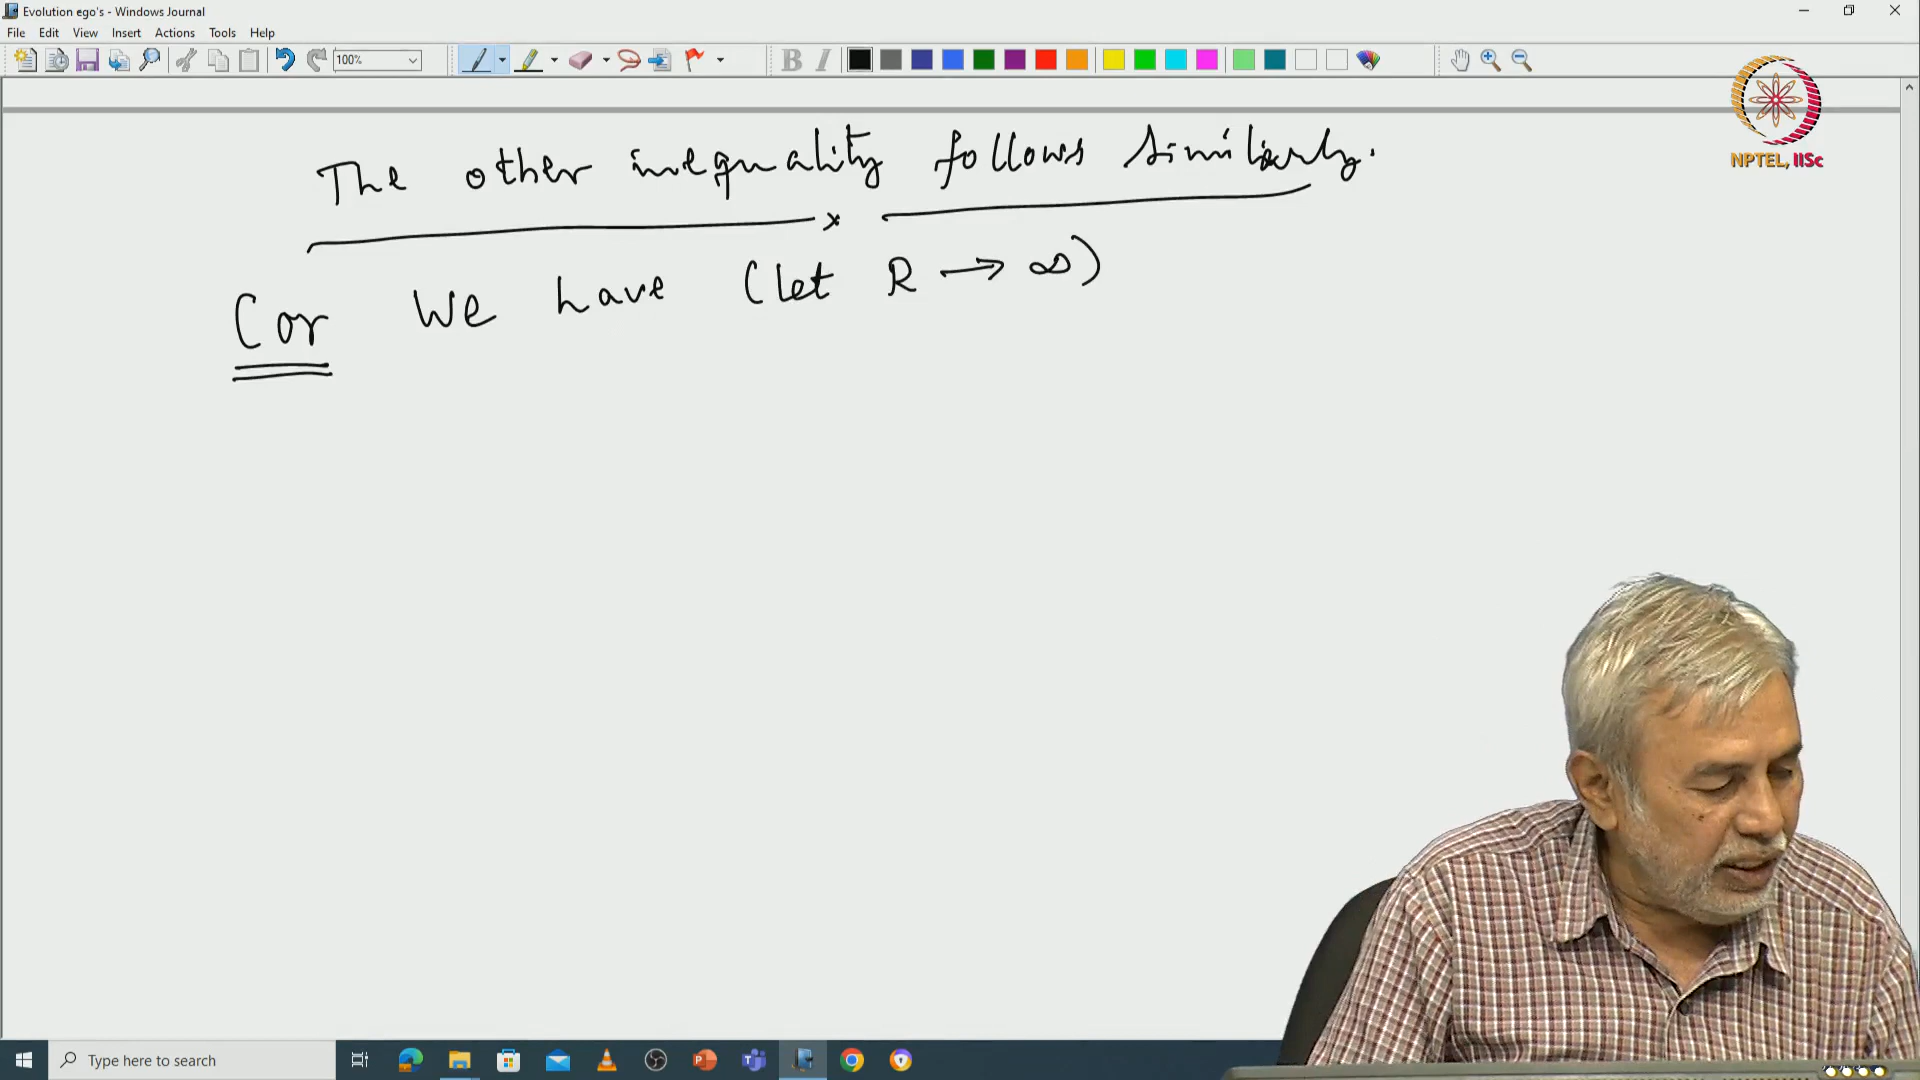 Evolution eqo's - Windows Journal
File Edit View Insert Actions Tools Help
100%
B I
NPTEL, IISc
The other inequality follows similarly.
x
Cor We have (let R → ∞)
Type here to search